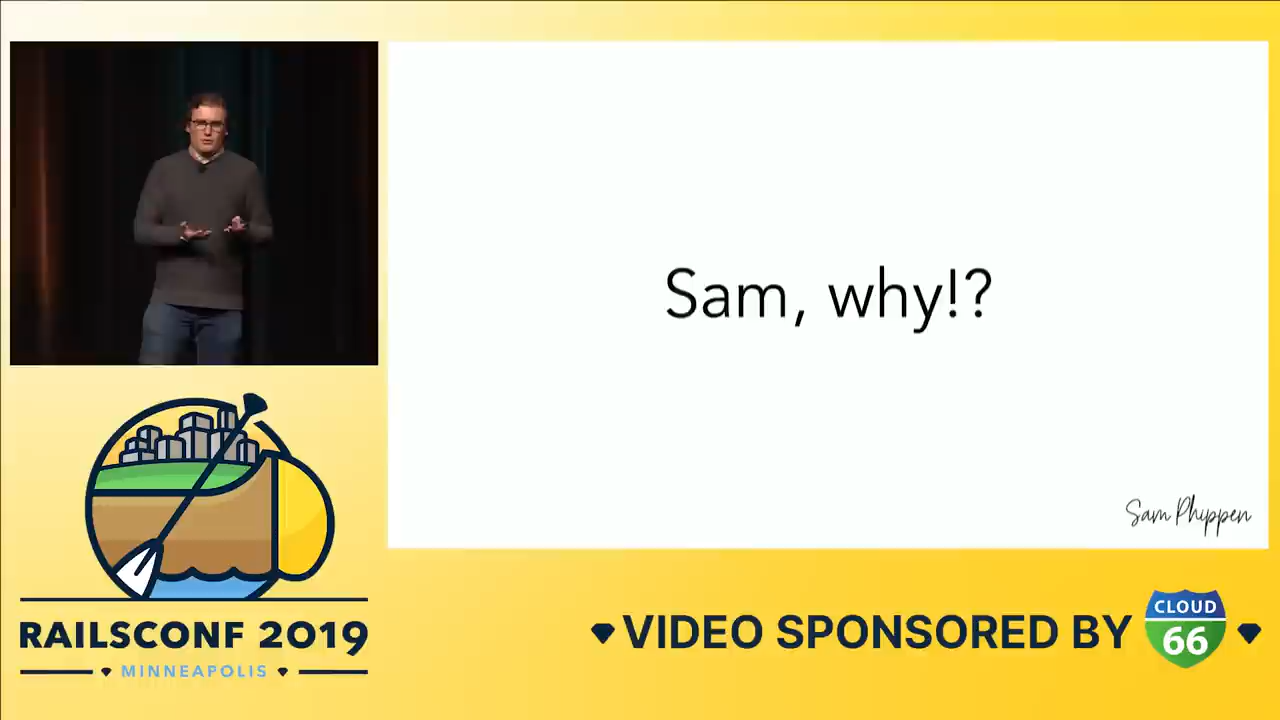 Sam, why!?
Sam Phippen
RAILSCONF 2019
MINNEAPOLIS
VIDEO SPONSORED BY
CLOUD
66